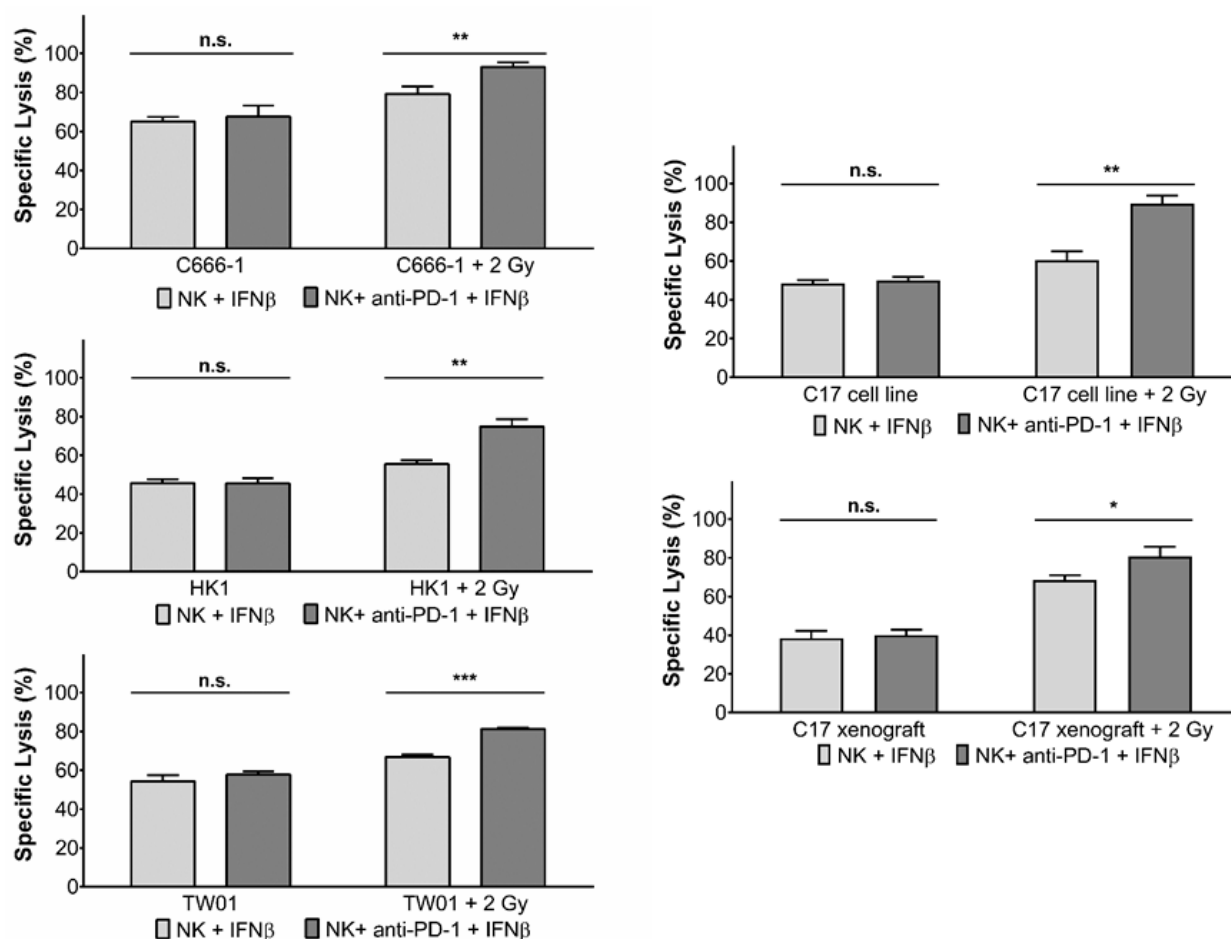 n.s.
**
Specific Lysis (%)
100
80
60
40
20
0
C666-1
C666-1 + 2 Gy
NK + IFNβ
NK+ anti-PD-1 + IFNβ
n.s.
**
Specific Lysis (%)
100
80
60
40
20
0
HK1
HK1 + 2 Gy
NK + IFNβ
NK+ anti-PD-1 + IFNβ
n.s.
***
Specific Lysis (%)
100
80
60
40
20
0
TW01
TW01 + 2 Gy
NK + IFNβ
NK+ anti-PD-1 + IFNβ
n.s.
**
Specific Lysis (%)
100
80
60
40
20
0
C17 cell line
C17 cell line + 2 Gy
NK + IFNβ
NK+ anti-PD-1 + IFNβ
n.s.
*
Specific Lysis (%)
100
80
60
40
20
0
C17 xenograft
C17 xenograft + 2 Gy
NK + IFNβ
NK+ anti-PD-1 + IFNβ